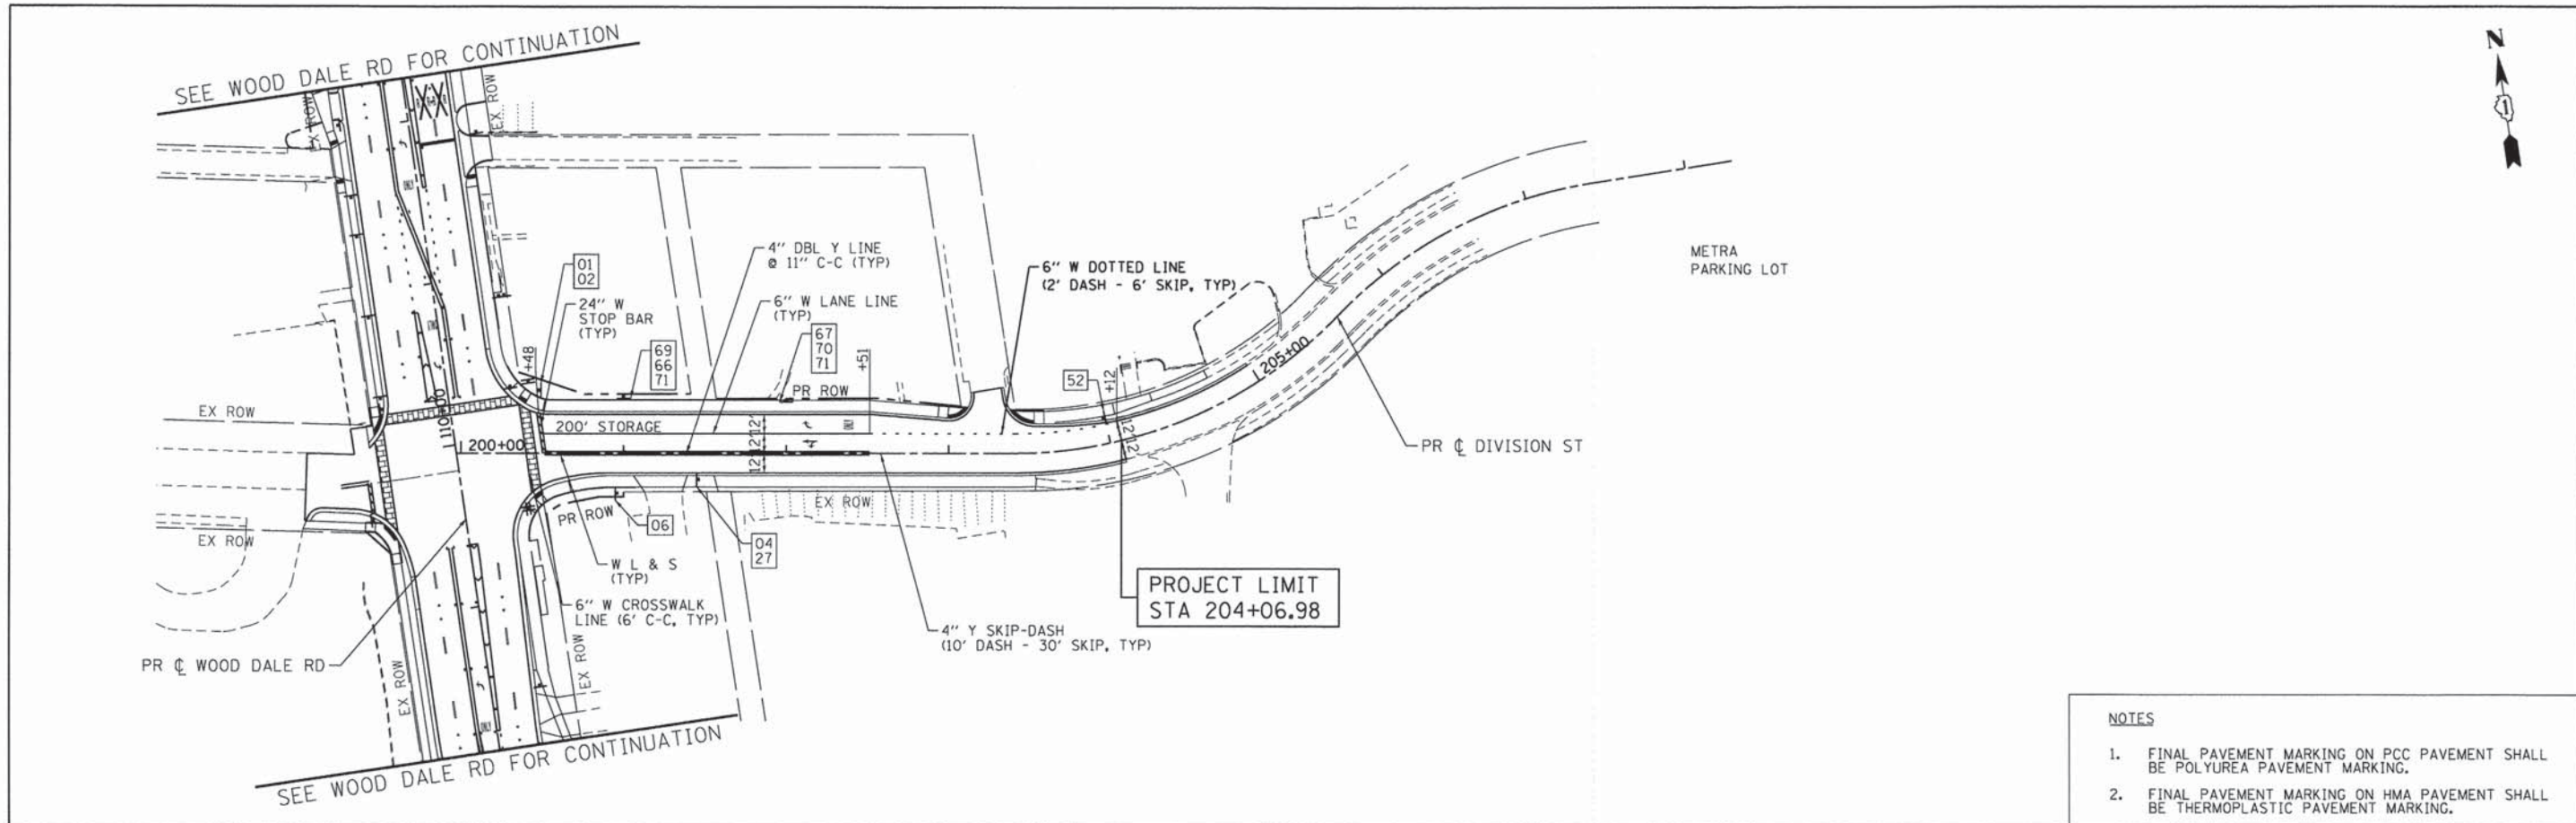 SEE WOOD DALE RD FOR CONTINUATION
N
1
EX ROW
EX ROW
ONLY
4" DBL Y LINE
@ 11" C-C (TYP)
6" W DOTTED LINE
(2' DASH - 6' SKIP, TYP)
METRA
PARKING LOT
01
02
24" W
STOP BAR
(TYP)
6" W LANE LINE
(TYP)
+48
69
66
71
67
70
71
+51
PR ROW
52
+12
205+00
EX ROW
110+00
200' STORAGE
ONLY
12' 12' 12'
12' 12'
200+00
PR ℄ DIVISION ST
EX ROW
PR ROW
06
EX ROW
04
27
W L & S
(TYP)
PROJECT LIMIT
STA 204+06.98
6" W CROSSWALK
LINE (6' C-C, TYP)
4" Y SKIP-DASH
(10' DASH - 30' SKIP, TYP)
PR ℄ WOOD DALE RD
EX ROW
EX ROW
ONLY
SEE WOOD DALE RD FOR CONTINUATION
NOTES
1. FINAL PAVEMENT MARKING ON PCC PAVEMENT SHALL
BE POLYUREA PAVEMENT MARKING.
2. FINAL PAVEMENT MARKING ON HMA PAVEMENT SHALL
BE THERMOPLASTIC PAVEMENT MARKING.